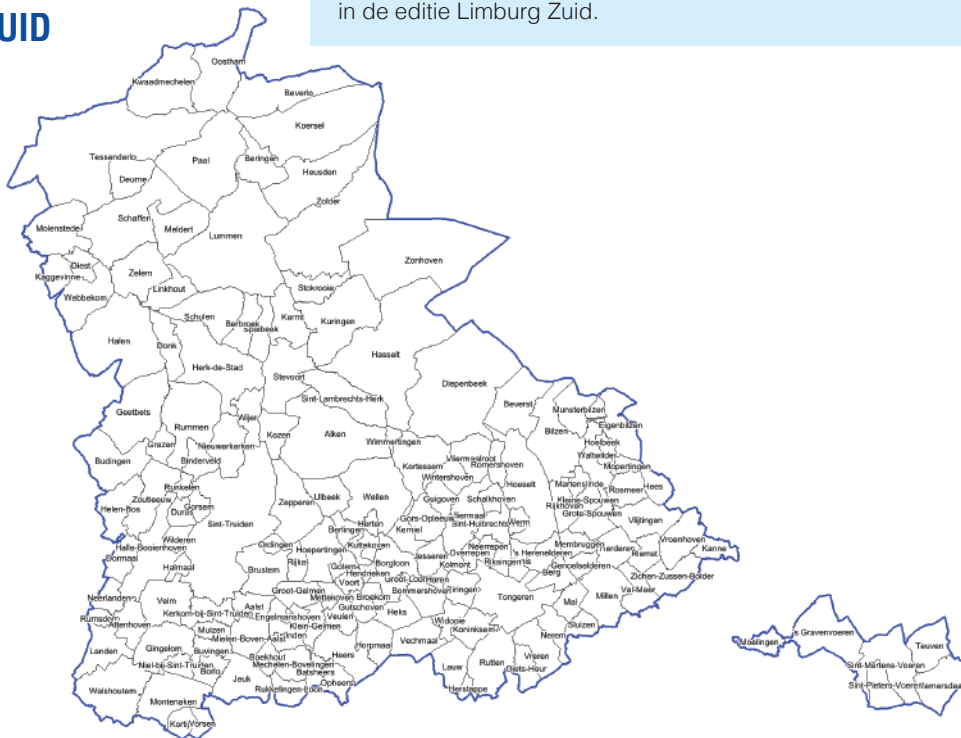 UID
in de editie Limburg Zuid.
Oostham
Kwaadmechelen
Beverlo
Koersel
Tessenderlo
Paal
Beringen
Heusden
Deurne
Zolder
Schaffen
Molenstede
Meldert
Lummen
Zonhoven
Diest
Kaggevinne
Zelem
Linkhout
Stokrooie
Webbekom
Schulen
Berbroek
Spalbeek
Kermt
Kuringen
Halen
Donk
Hasselt
Herk-de-Stad
Stevoort
Diepenbeek
Sint-Lambrechts-Herk
Beverst
Munsterbilzen
Geetbets
Rummen
Wijer
Kozen
Alken
Wimmertingen
Bilzen
Eigenbilzen
Hoelbeek
Grazen
Nieuwerkerken
Waltwilder
Budingen
Binderveld
Kortessem
Vliermaalroot
Romershoven
Mopertingen
Wintershoven
Runkelen
Hoeselt
Martenslinde
Rosmeer
Hees
Zoutleeuw
Gorsem
Zepperen
Ulbeek
Wellen
Guigoven
Schalkhoven
Kleine-Spouwen
Rijkhoven
Helen-Bos
Duras
Grote-Spouwen
Vliermaal
Gors-Opleeuw
Sint-Huibrechts-Hern
Werm
Vlijtingen
Sint-Truiden
Herten
Berlingen
Kerniel
Wilderen
Vroenhoven
Kanne
Halle-Booienhoven
Ordingen
Hoepertingen
Kuttekoven
Neerrepen
Membruggen
Dormaal
Jesseren
Overrepen
's Herenelderen
Riemst
Halmaal
Brustem
Rijkel
Gotem
Borgloon
Kolmont
Riksingen
Genoelselderen
Hendrieken
Berg
Zichen-Zussen-Bolder
Voort
Groot-Loon
Haren
Groot-Gelmen
Bommershoven
Val-Meer
Neerlanden
Velm
Mettekoven
Broekom
Tongeren
Millen
Aalst
Gutschoven
Mal
Rumsdorp
Attenhoven
Kerkom-bij-Sint-Truiden
Engelmanshoven
Veulen
Heks
Widooie
Sluizen
Muizen
Klein-Gelmen
Koninksem
Mielen-Boven-Aalst
Gelinden
Nerem
Vechmaal
Landen
Gingelom
Buvingen
Boekhout
Heers
Horpmaal
Vreren
Niel-bij-Sint-Truiden
Borlo
Mechelen-Bovelingen
Lauw
Rutten
Diets-Heur
Jeuk
Batsheers
Opheers
Walshoutem
Rukkelingen-Loon
Herstappe
Montenaken
Kortijs
Vorsen
Moelingen
's Gravenvoeren
Teuven
Sint-Martens-Voeren
Sint-Pieters-Voeren